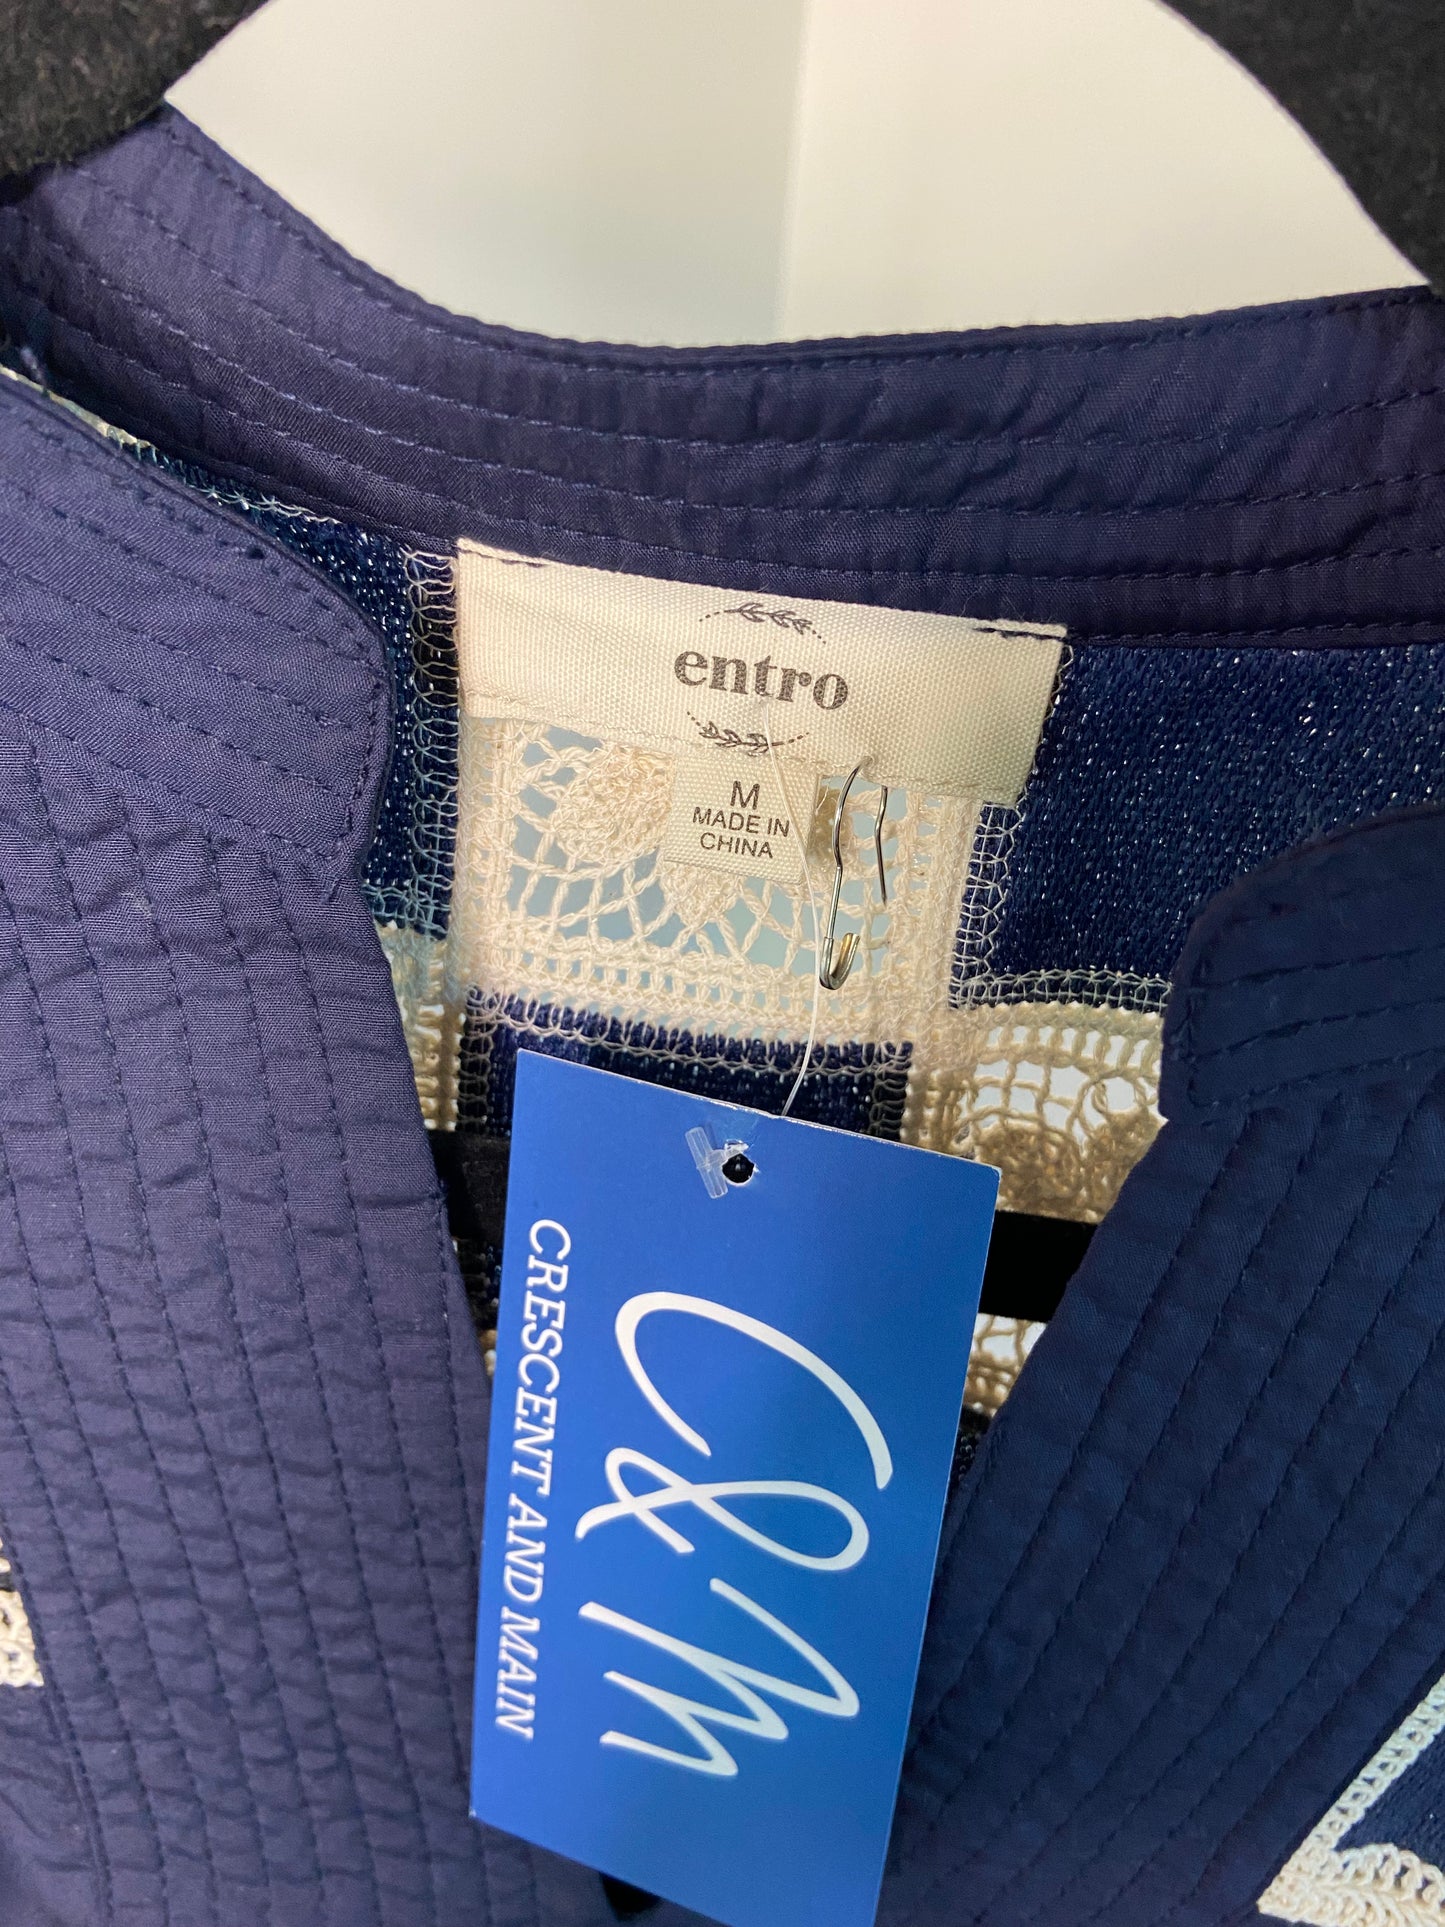 entro
M
MADE IN
CHINA
C&M
CRESCENT AND MAIN